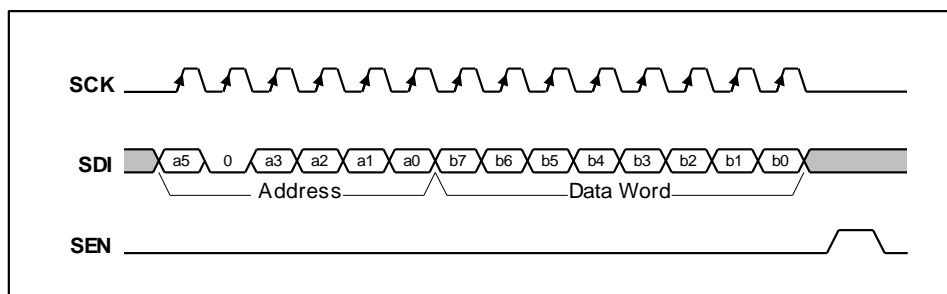 SCK
SDI a5 0 a3 a2 a1 a0 b7 b6 b5 b4 b3 b2 b1 b0
Address Data Word
SEN